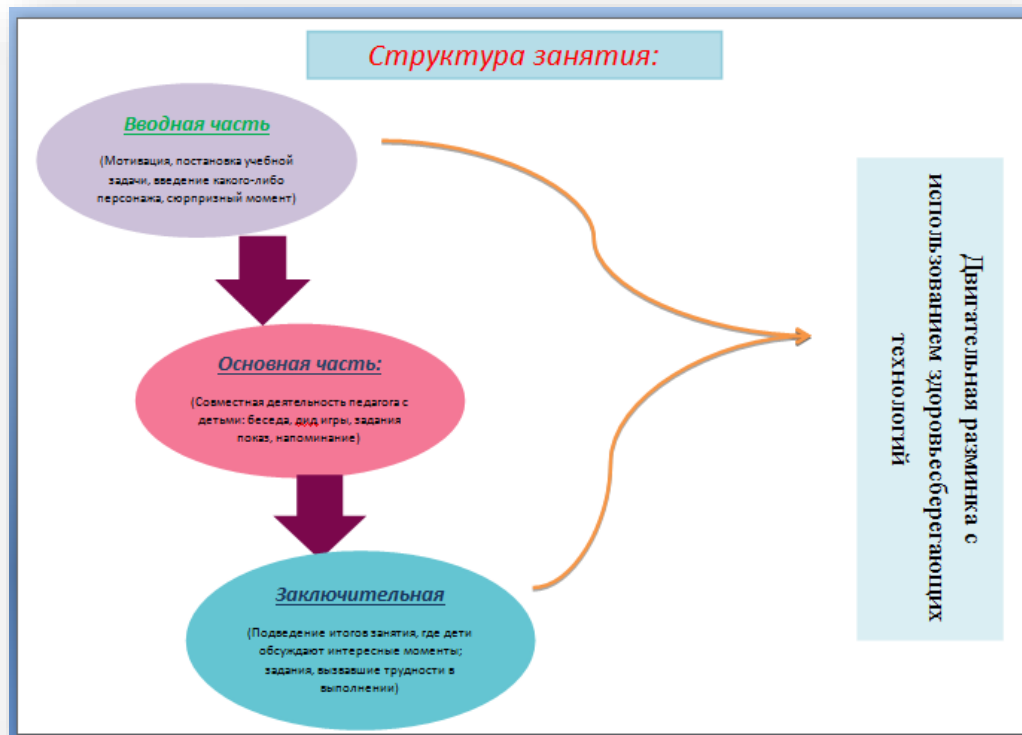 Структура занятия:
Вводная часть
(Мотивация, постановка учебной
задачи, введение какого-либо
персонажа, сюрпризный момент)
Основная часть:
(Совместная деятельность педагога с
детьми: беседа, дид игры, задания
показ, напоминание)
Заключительная
(Подведение итогов занятия, где дети
обсуждают интересные моменты;
задания, вызвавшие трудности в
выполнении)
Двигательная разминка с
использованием здоровьесберегающих
технологий